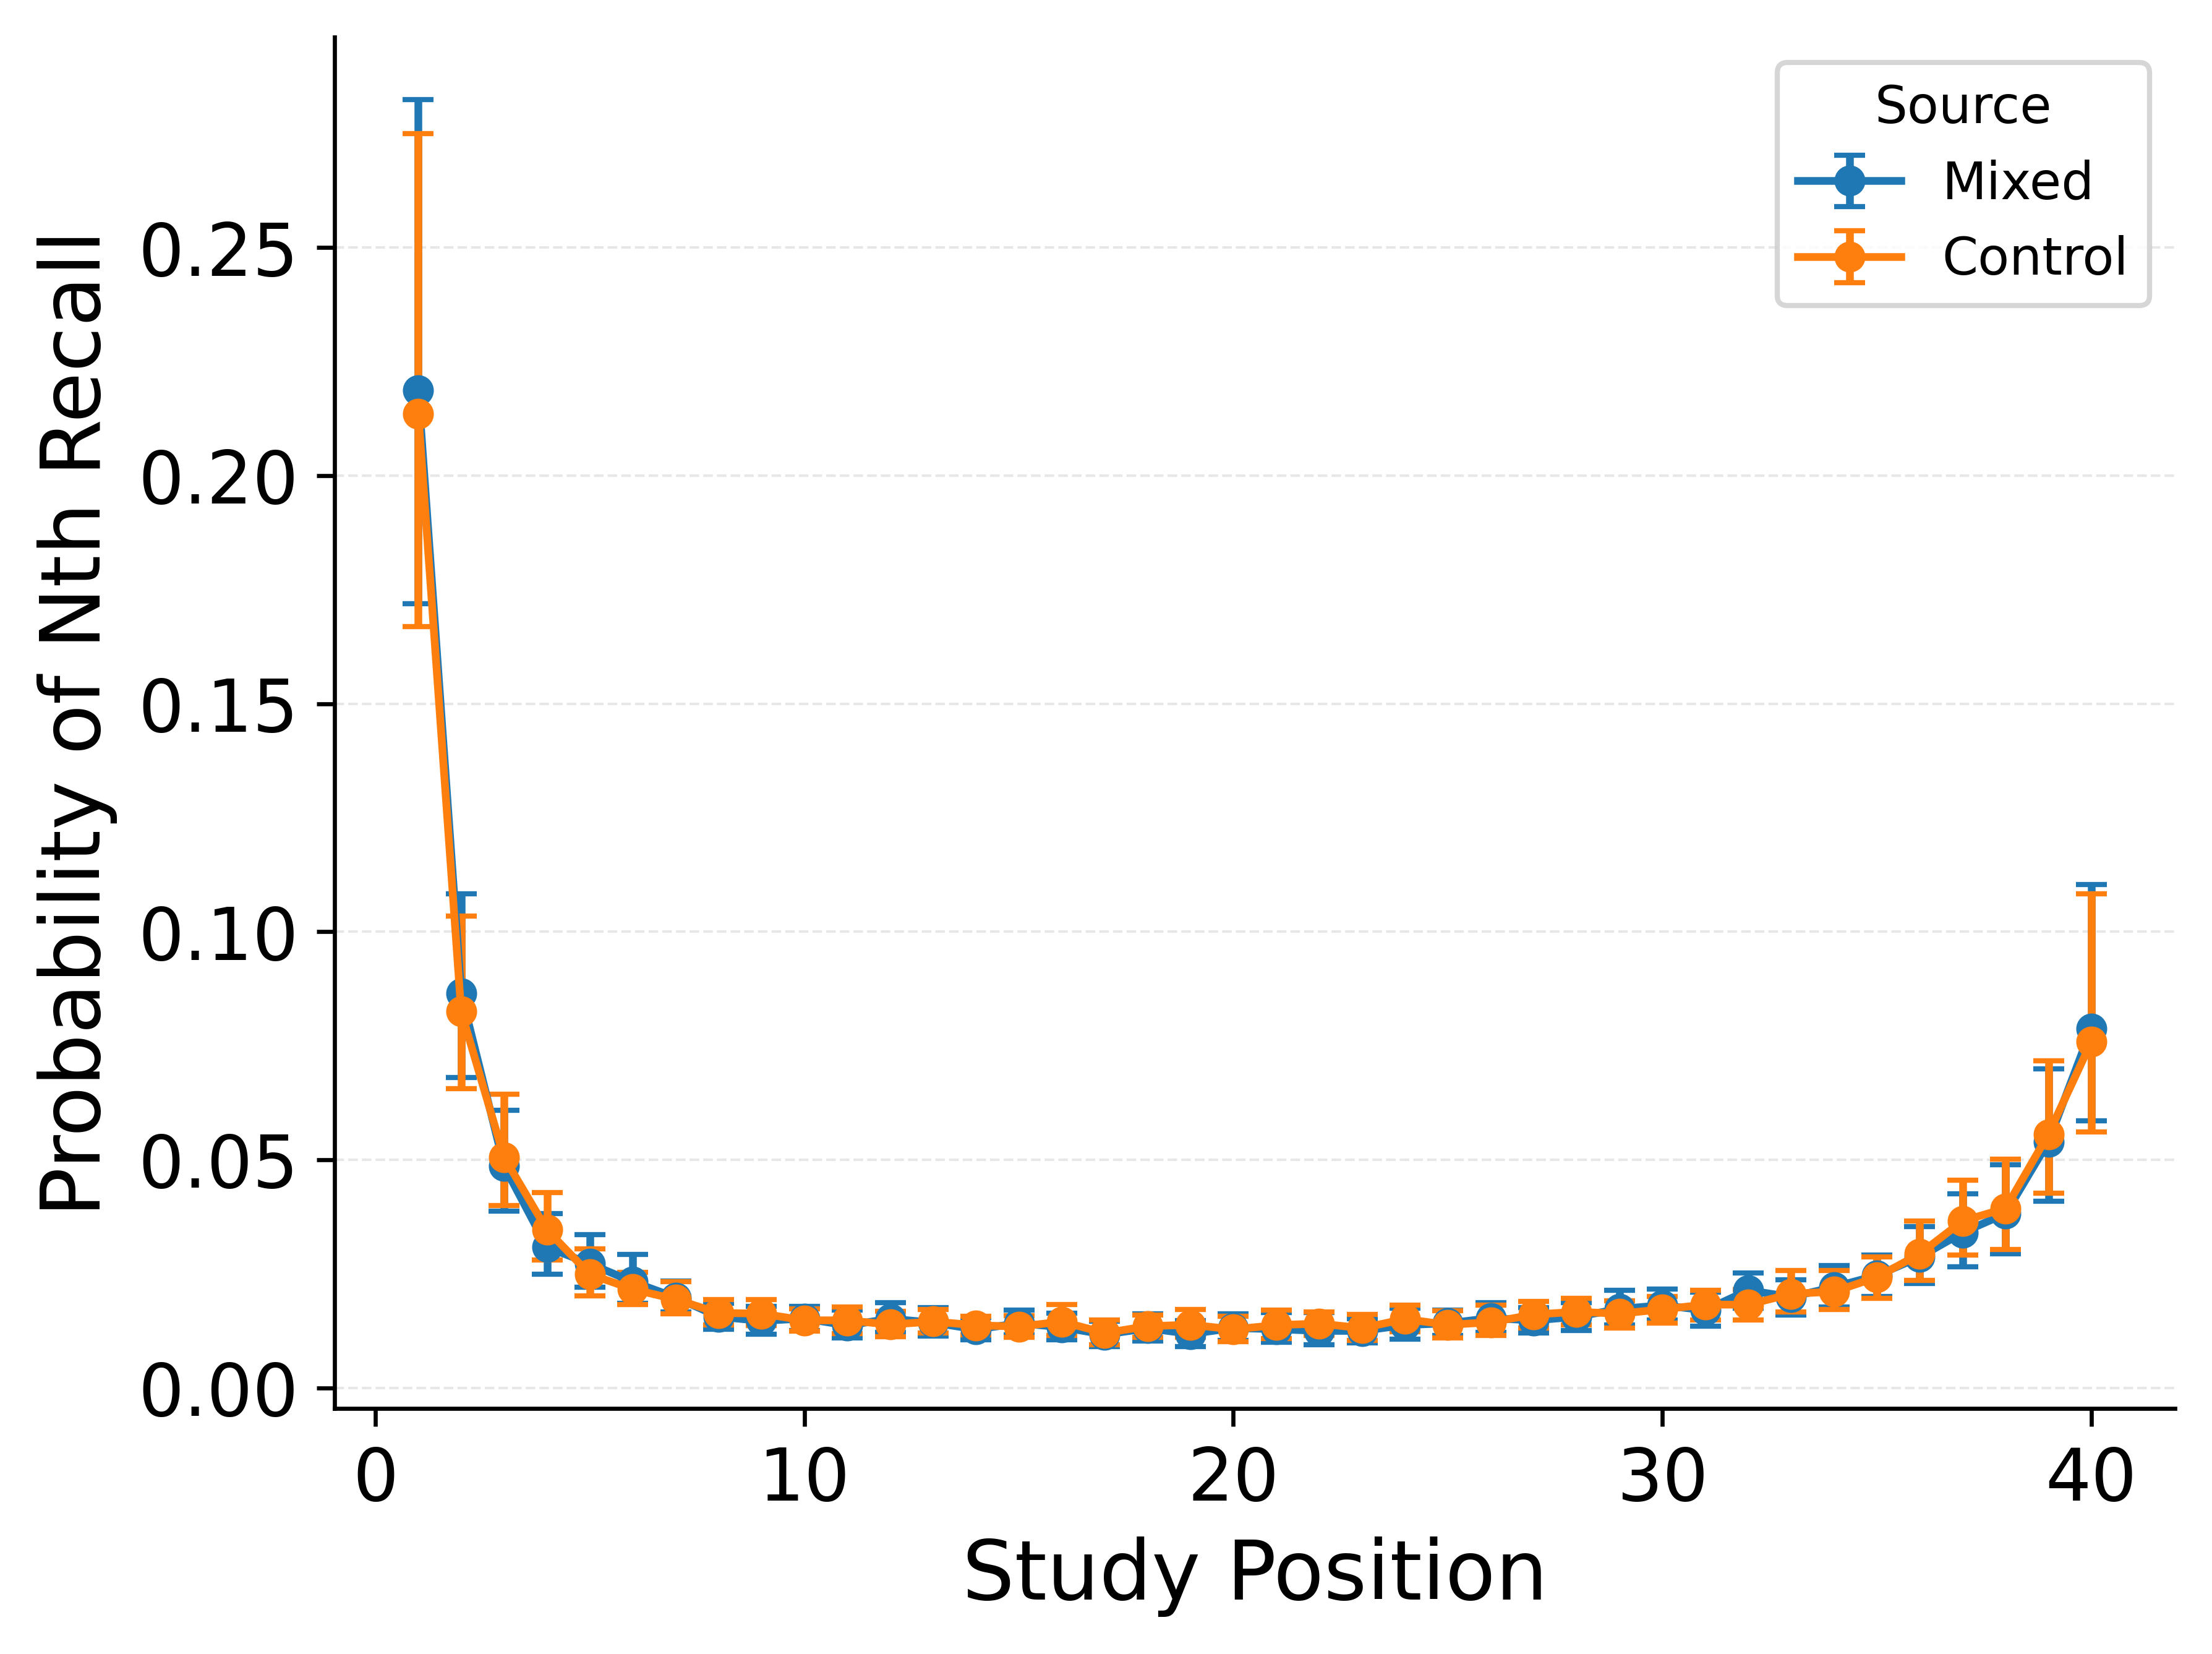 Source
Mixed
Control
Probability of Nth Recall
0.25
0.20
0.15
0.10
0.05
0.00
0 10 20 30 40
Study Position